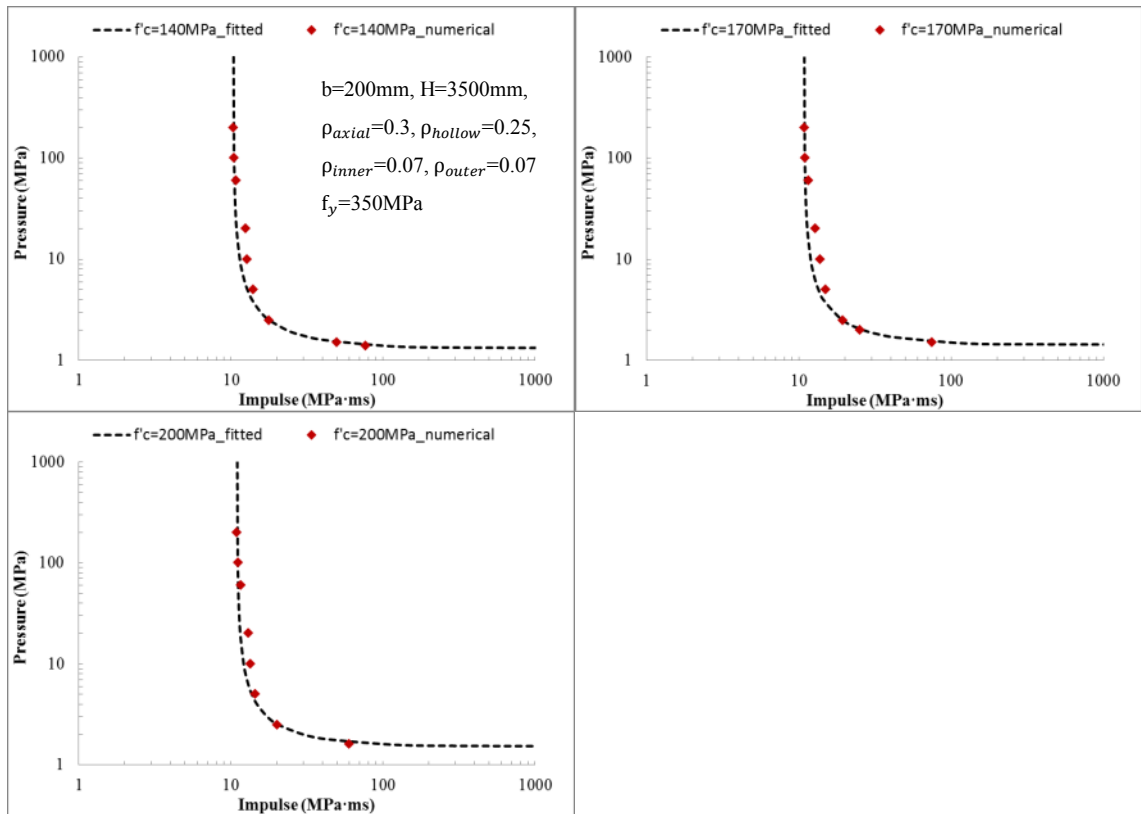 f'c=140MPa_fitted f'c=140MPa_numerical
1000
100
10
1
Pressure (MPa)
b=200mm, H=3500mm,
ρaxial=0.3, ρhollow=0.25,
ρinner=0.07, ρouter=0.07
fy=350MPa
1 10 100 1000
Impulse (MPa·ms)
f'c=170MPa_fitted f'c=170MPa_numerical
1000
100
10
1
Pressure (MPa)
1 10 100 1000
Impulse (MPa·ms)
f'c=200MPa_fitted f'c=200MPa_numerical
1000
100
10
1
Pressure (MPa)
1 10 100 1000
Impulse (MPa·ms)